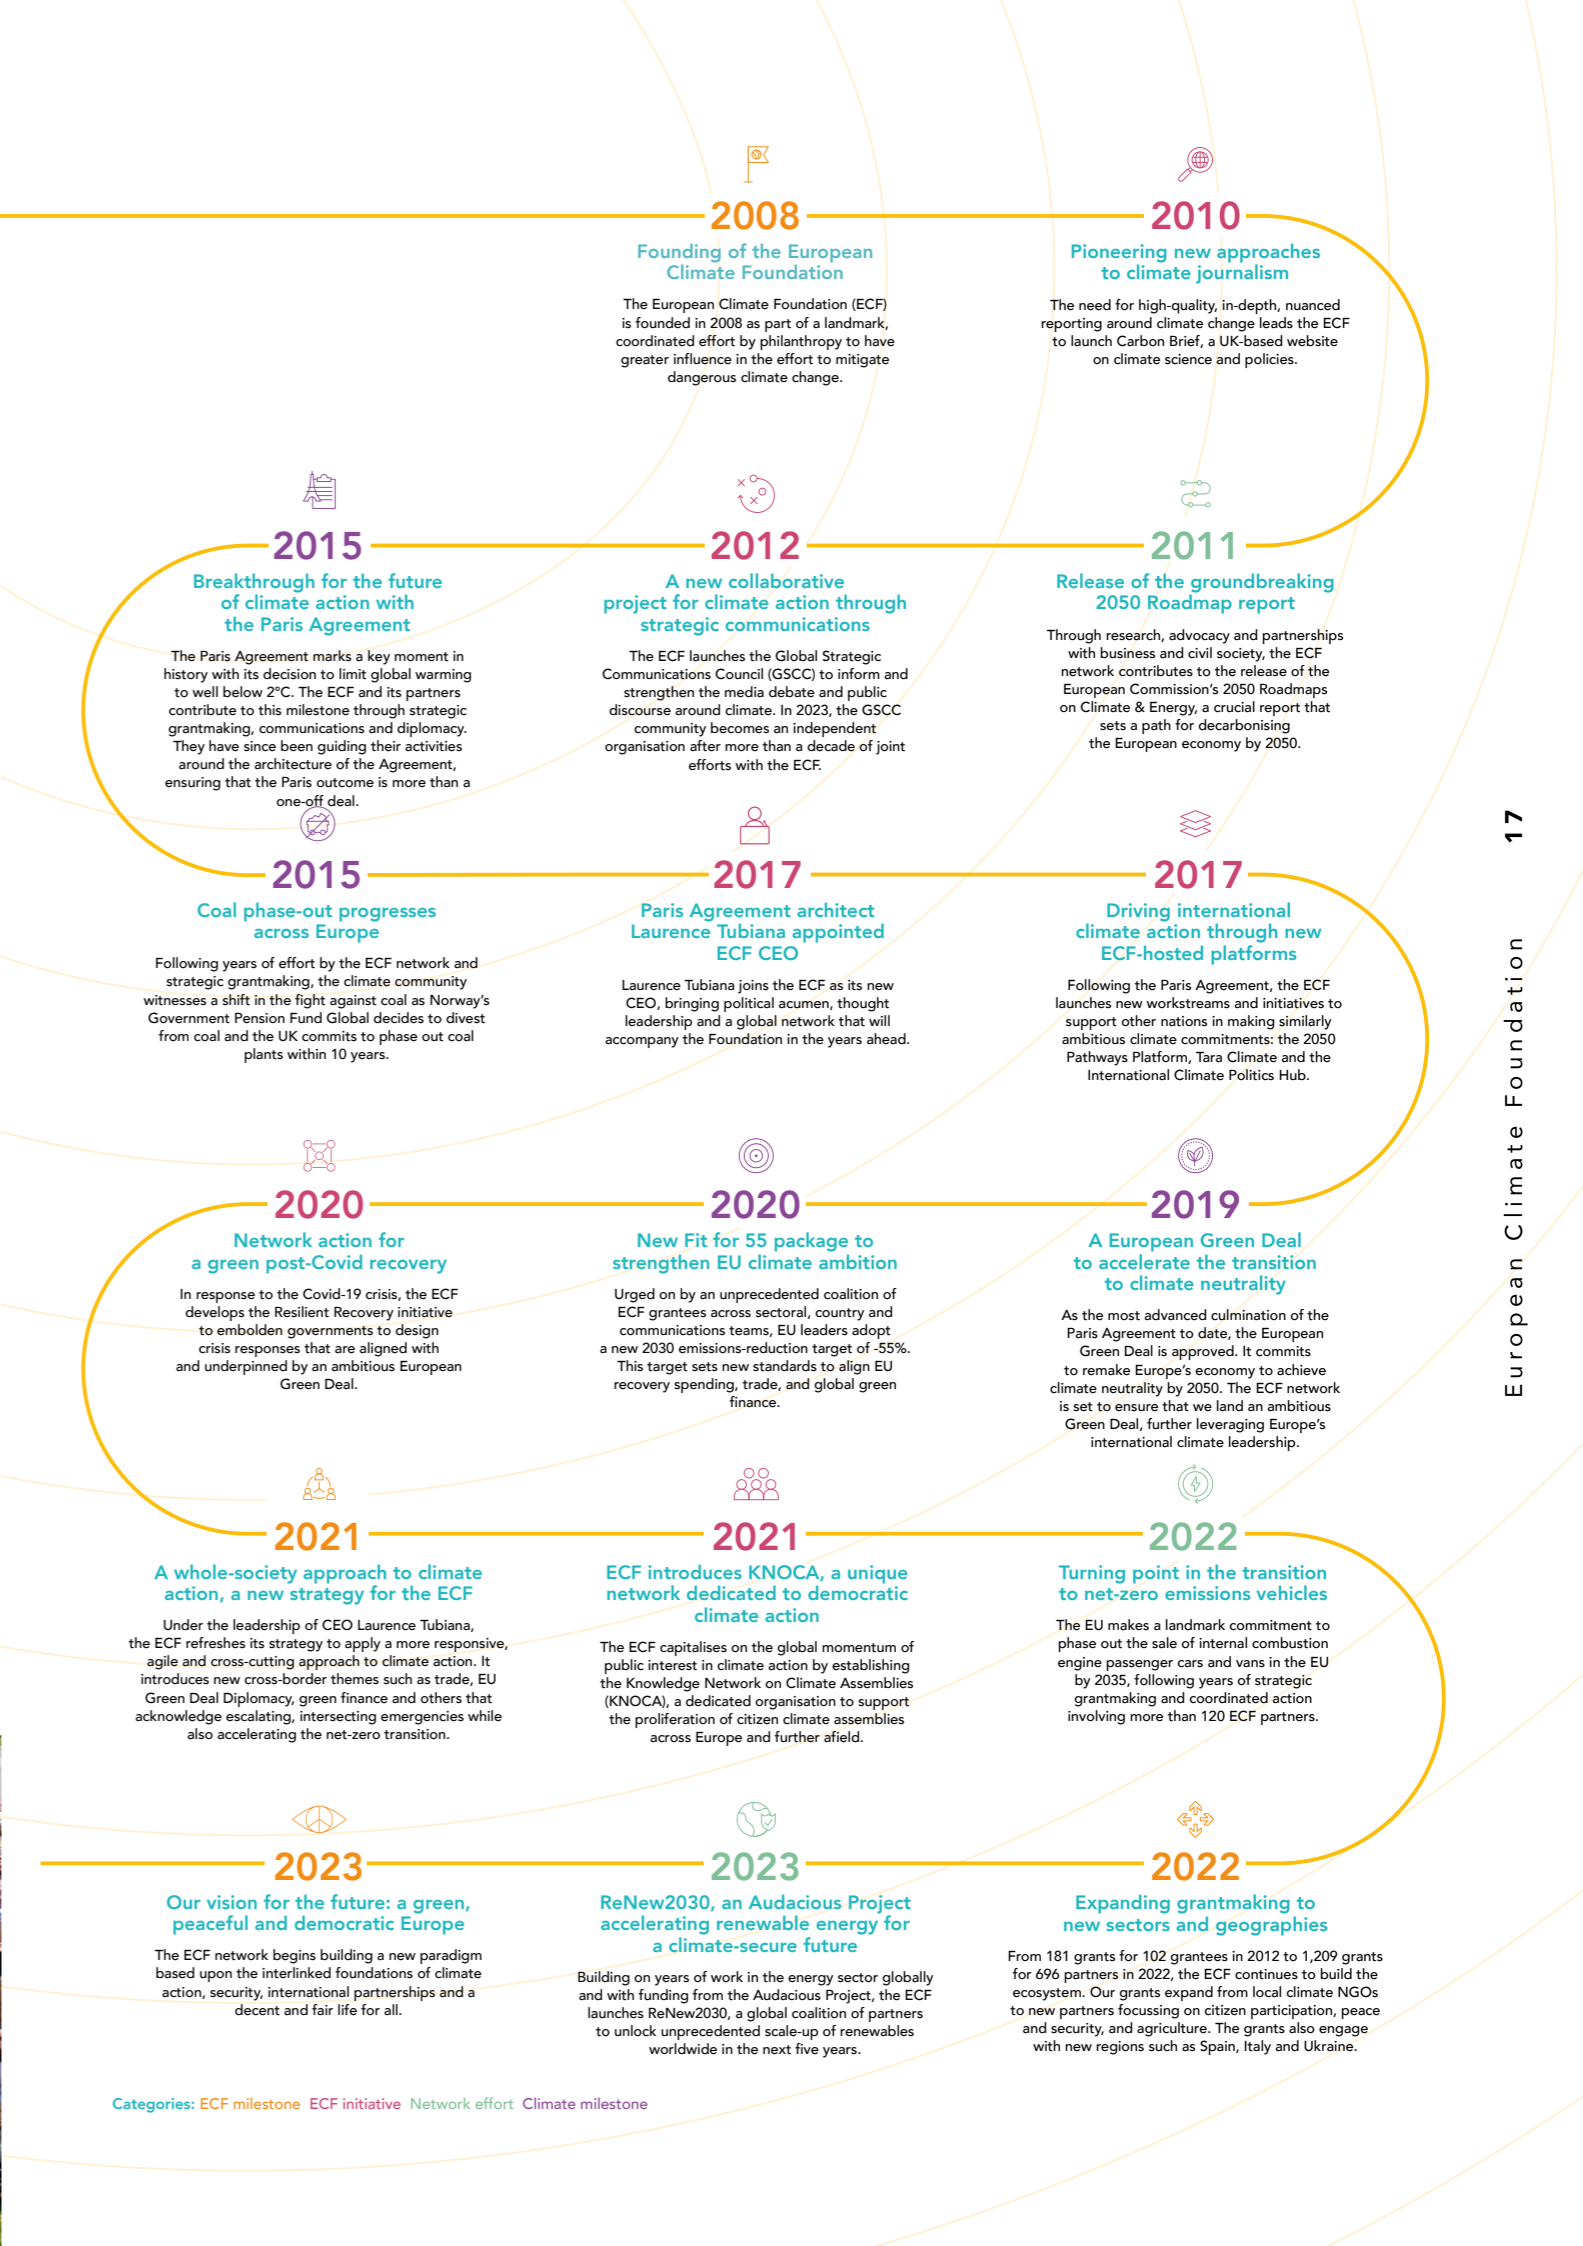 2008
Founding of the European
Climate Foundation
The European Climate Foundation (ECF)
is founded in 2008 as part of a landmark,
coordinated effort by philanthropy to have
greater influence in the effort to mitigate
dangerous climate change.
2010
Pioneering new approaches
to climate journalism
The need for high-quality, in-depth, nuanced
reporting around climate change leads the ECF
to launch Carbon Brief, a UK-based website
on climate science and policies.
2011
Release of the groundbreaking
2050 Roadmap report
Through research, advocacy and partnerships
with business and civil society, the ECF
network contributes to the release of the
European Commission's 2050 Roadmaps
on Climate & Energy, a crucial report that
sets a path for decarbonising
the European economy by 2050.
2012
A new collaborative
project for climate action through
strategic communications
The ECF launches the Global Strategic
Communications Council (GSCC) to inform and
strengthen the media debate and public
discourse around climate. In 2023, the GSCC
community becomes an independent
organisation after more than a decade of joint
efforts with the ECF.
2015
Breakthrough for the future
of climate action with
the Paris Agreement
The Paris Agreement marks a key moment in
history with its decision to limit global warming
to well below 2°C. The ECF and its partners
contribute to this milestone through strategic
grantmaking, communications and diplomacy.
They have since been guiding their activities
around the architecture of the Agreement,
ensuring that the Paris outcome is more than a
one-off deal.
2015
Coal phase-out progresses
across Europe
Following years of effort by the ECF network and
strategic grantmaking, the climate community
witnesses a shift in the fight against coal as Norway's
Government Pension Fund Global decides to divest
from coal and the UK commits to phase out coal
plants within 10 years.
2017
Paris Agreement architect
Laurence Tubiana appointed
ECF CEO
Laurence Tubiana joins the ECF as its new
CEO, bringing political acumen, thought
leadership and a global network that will
accompany the Foundation in the years ahead.
2017
Driving international
climate action through new
ECF-hosted platforms
Following the Paris Agreement, the ECF
launches new workstreams and initiatives to
support other nations in making similarly
ambitious climate commitments: the 2050
Pathways Platform, Tara Climate and the
International Climate Politics Hub.
2019
A European Green Deal
to accelerate the transition
to climate neutrality
As the most advanced culmination of the
Paris Agreement to date, the European
Green Deal is approved. It commits
to remake Europe's economy to achieve
climate neutrality by 2050. The ECF network
is set to ensure that we land an ambitious
Green Deal, further leveraging Europe's
international climate leadership.
2020
New Fit for 55 package to
strengthen EU climate ambition
Urged on by an unprecedented coalition of
ECF grantees across sectoral, country and
communications teams, EU leaders adopt
a new 2030 emissions-reduction target of -55%.
This target sets new standards to align EU
recovery spending, trade, and global green
finance.
2020
Network action for
a green post-Covid recovery
In response to the Covid-19 crisis, the ECF
develops the Resilient Recovery initiative
to embolden governments to design
crisis responses that are aligned with
and underpinned by an ambitious European
Green Deal.
2021
A whole-society approach to climate
action, a new strategy for the ECF
Under the leadership of CEO Laurence Tubiana,
the ECF refreshes its strategy to apply a more responsive,
agile and cross-cutting approach to climate action. It
introduces new cross-border themes such as trade, EU
Green Deal Diplomacy, green finance and others that
acknowledge escalating, intersecting emergencies while
also accelerating the net-zero transition.
2021
ECF introduces KNOCA, a unique
network dedicated to democratic
climate action
The ECF capitalises on the global momentum of
public interest in climate action by establishing
the Knowledge Network on Climate Assemblies
(KNOCA), a dedicated organisation to support
the proliferation of citizen climate assemblies
across Europe and further afield.
2022
Turning point in the transition
to net-zero emissions vehicles
The EU makes a landmark commitment to
phase out the sale of internal combustion
engine passenger cars and vans in the EU
by 2035, following years of strategic
grantmaking and coordinated action
involving more than 120 ECF partners.
2022
Expanding grantmaking to
new sectors and geographies
From 181 grants for 102 grantees in 2012 to 1,209 grants
for 696 partners in 2022, the ECF continues to build the
ecosystem. Our grants expand from local climate NGOs
to new partners focussing on citizen participation, peace
and security, and agriculture. The grants also engage
with new regions such as Spain, Italy and Ukraine.
2023
ReNew2030, an Audacious Project
accelerating renewable energy for
a climate-secure future
Building on years of work in the energy sector globally
and with funding from the Audacious Project, the ECF
launches ReNew2030, a global coalition of partners
to unlock unprecedented scale-up of renewables
worldwide in the next five years.
2023
Our vision for the future: a green,
peaceful and democratic Europe
The ECF network begins building a new paradigm
based upon the interlinked foundations of climate
action, security, international partnerships and a
decent and fair life for all.
Categories: ECF milestone ECF initiative Network effort Climate milestone
European Climate Foundation 17